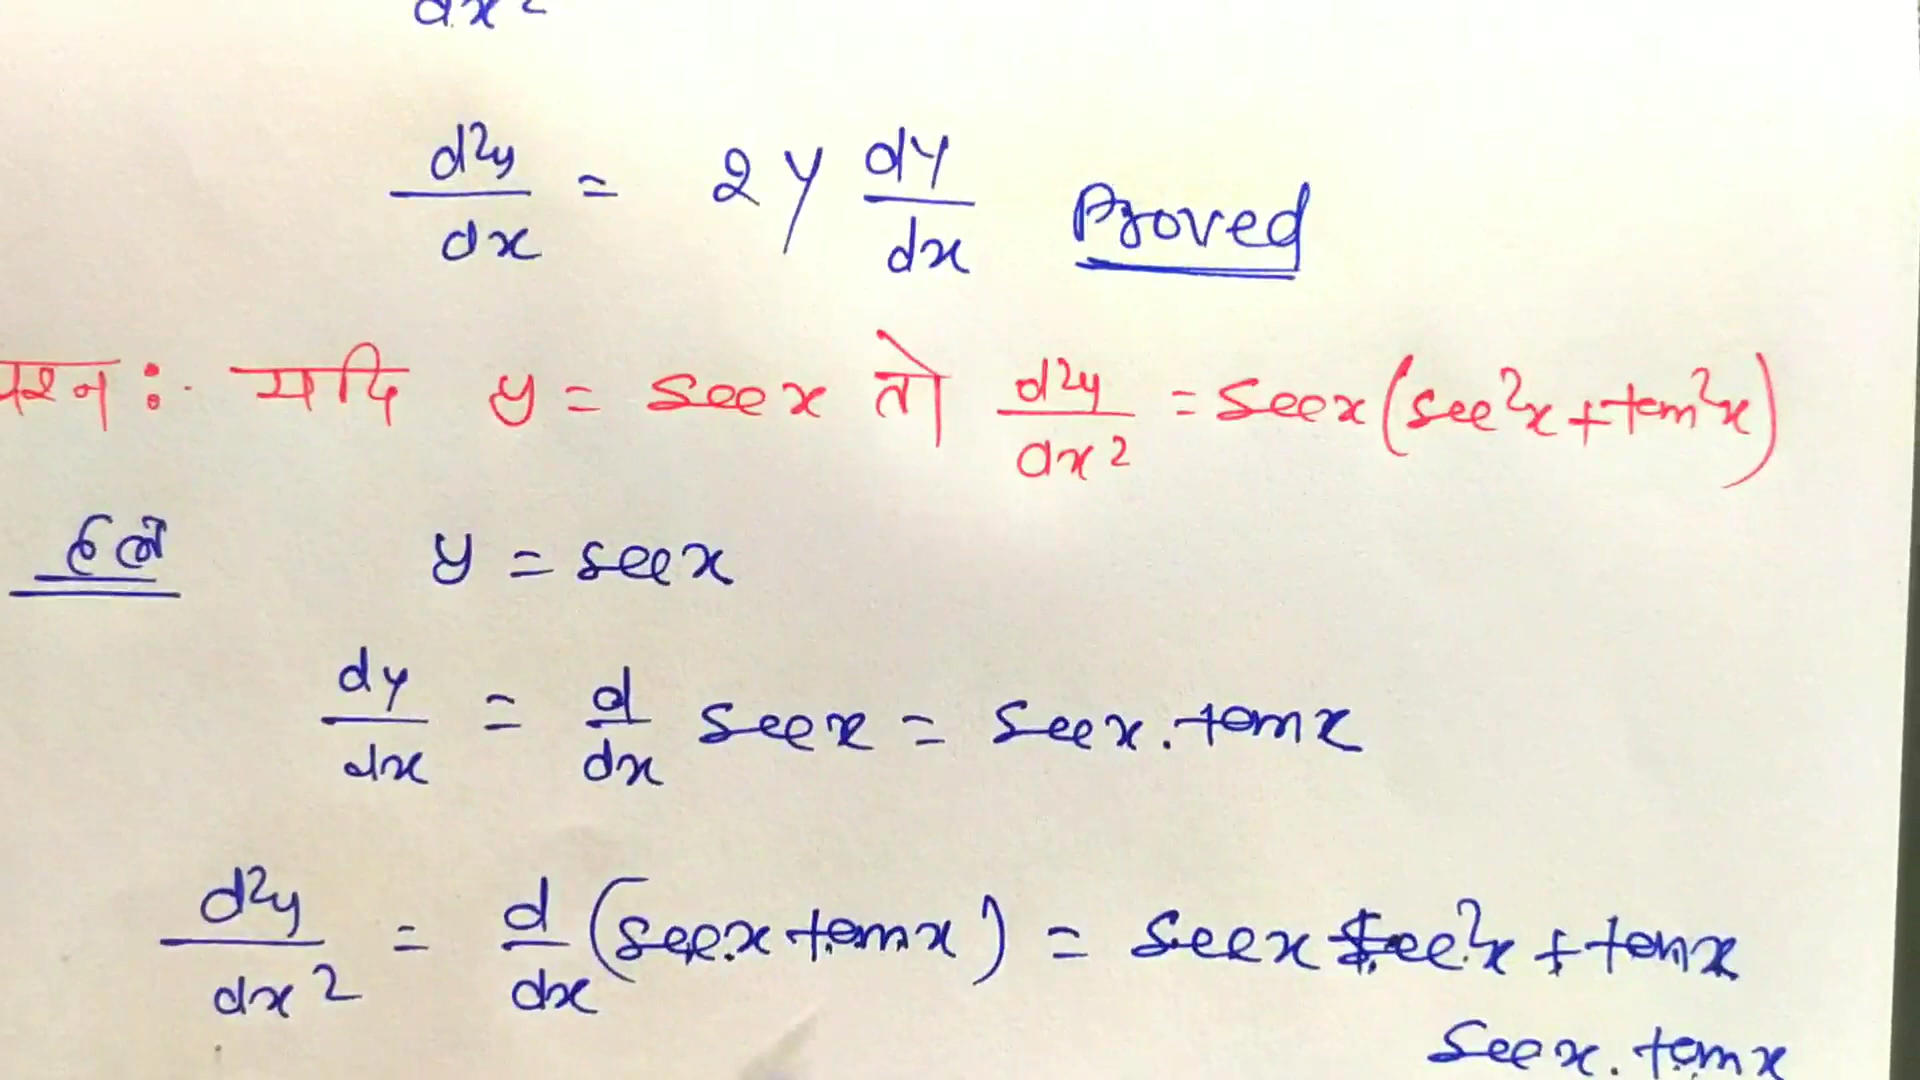 dx²
d²y/dx = 2y dy/dx Proved
प्रश्न:- यदि y = secx तो d²y/dx² = secx(sec²x + tan²x)
हल y = secx
dy/dx = d/dx secx = secx.tanx
d²y/dx² = d/dx (secx tanx) = secx sec²x + tanx
secx.tanx